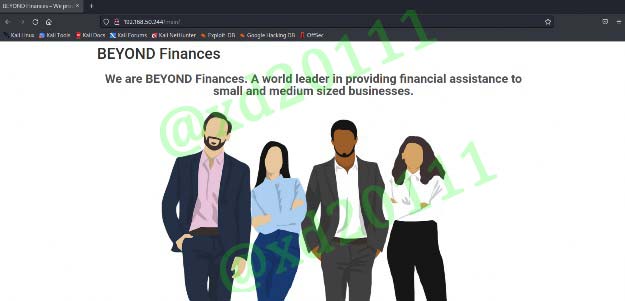 BEYOND Finances – We pro
192.168.50.244/main/
Kali Linux Kali Tools Kali Docs Kali Forums Kali NetHunter Exploit-DB Google Hacking DB OffSec
BEYOND Finances
We are BEYOND Finances. A world leader in providing financial assistance to
small and medium sized businesses.
@xd20111
@xd20111